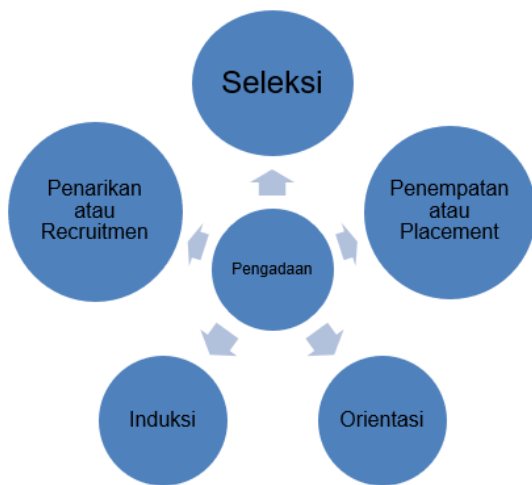 Seleksi
Penarikan
atau
Recruitmen
Penempatan
atau
Placement
Pengadaan
Induksi
Orientasi